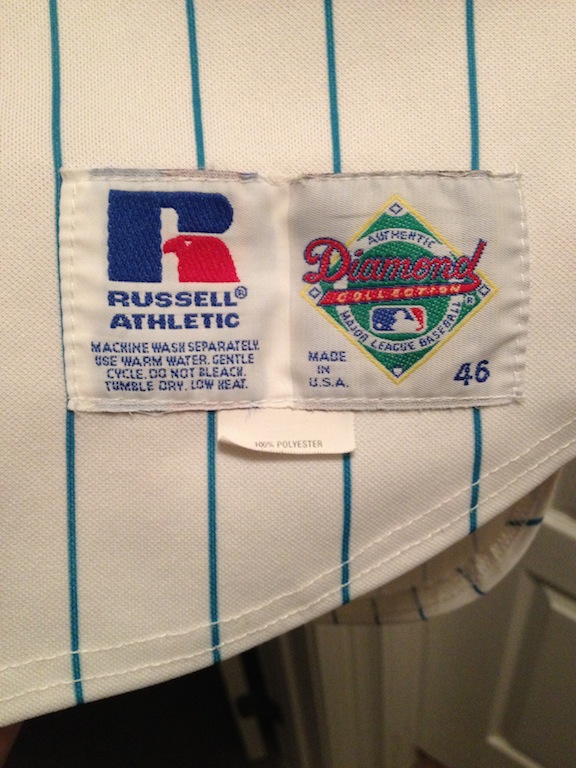 RUSSELL®
ATHLETIC
MACHINE WASH SEPARATELY.
USE WARM WATER. GENTLE
CYCLE. DO NOT BLEACH.
TUMBLE DRY. LOW HEAT.
AUTHENTIC
Diamond
COLLECTION®
MAJOR LEAGUE BASEBALL
MADE
IN
U.S.A.
46
100% POLYESTER